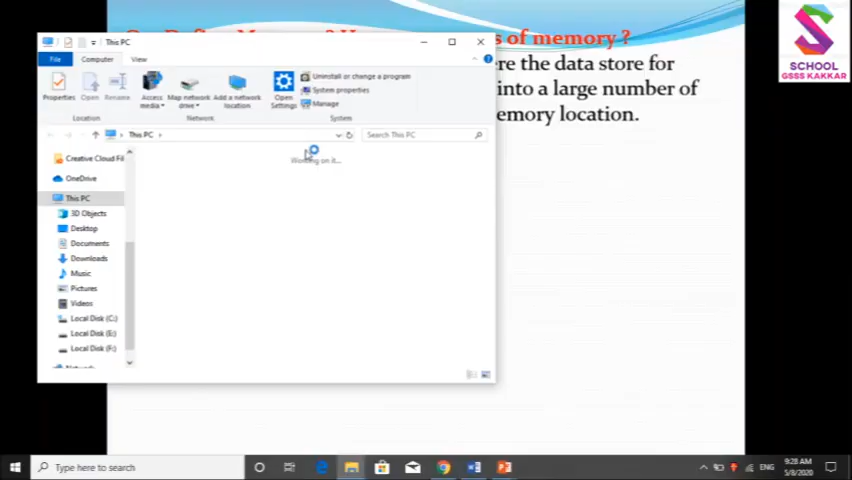 s of memory ?
re the data store for
into a large number of
emory location.
SCHOOL
GSSS KAKKAR
This PC
File
Computer
View
Properties
Open
Rename
Access media
Map network drive
Add a network location
Open Settings
Uninstall or change a program
System properties
Manage
Location
Network
System
This PC
Search This PC
Working on it...
Creative Cloud Fil
OneDrive
This PC
3D Objects
Desktop
Documents
Downloads
Music
Pictures
Videos
Local Disk (C:)
Local Disk (E:)
Local Disk (F:)
Type here to search
ENG
9:28 AM
5/8/2020